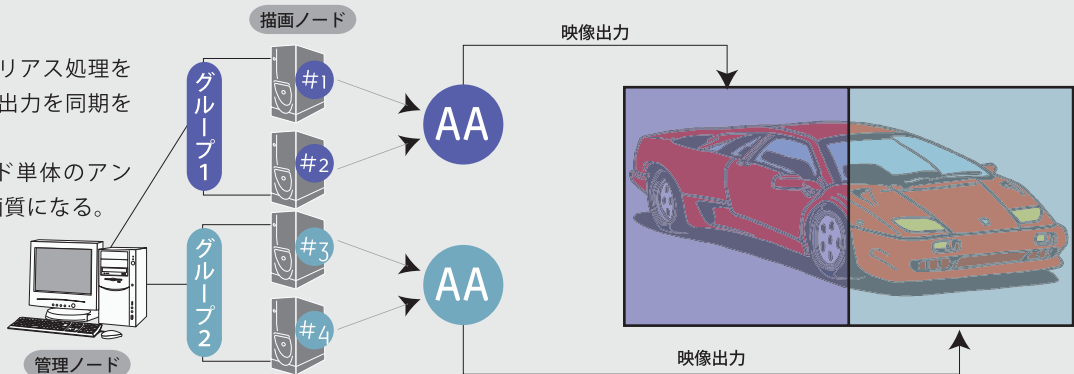 描画ノード
リアス処理を
出力を同期を
ド単体のアン
画質になる。
グループ1
#1
#2
AA
映像出力
グループ2
#3
#4
AA
映像出力
管理ノード